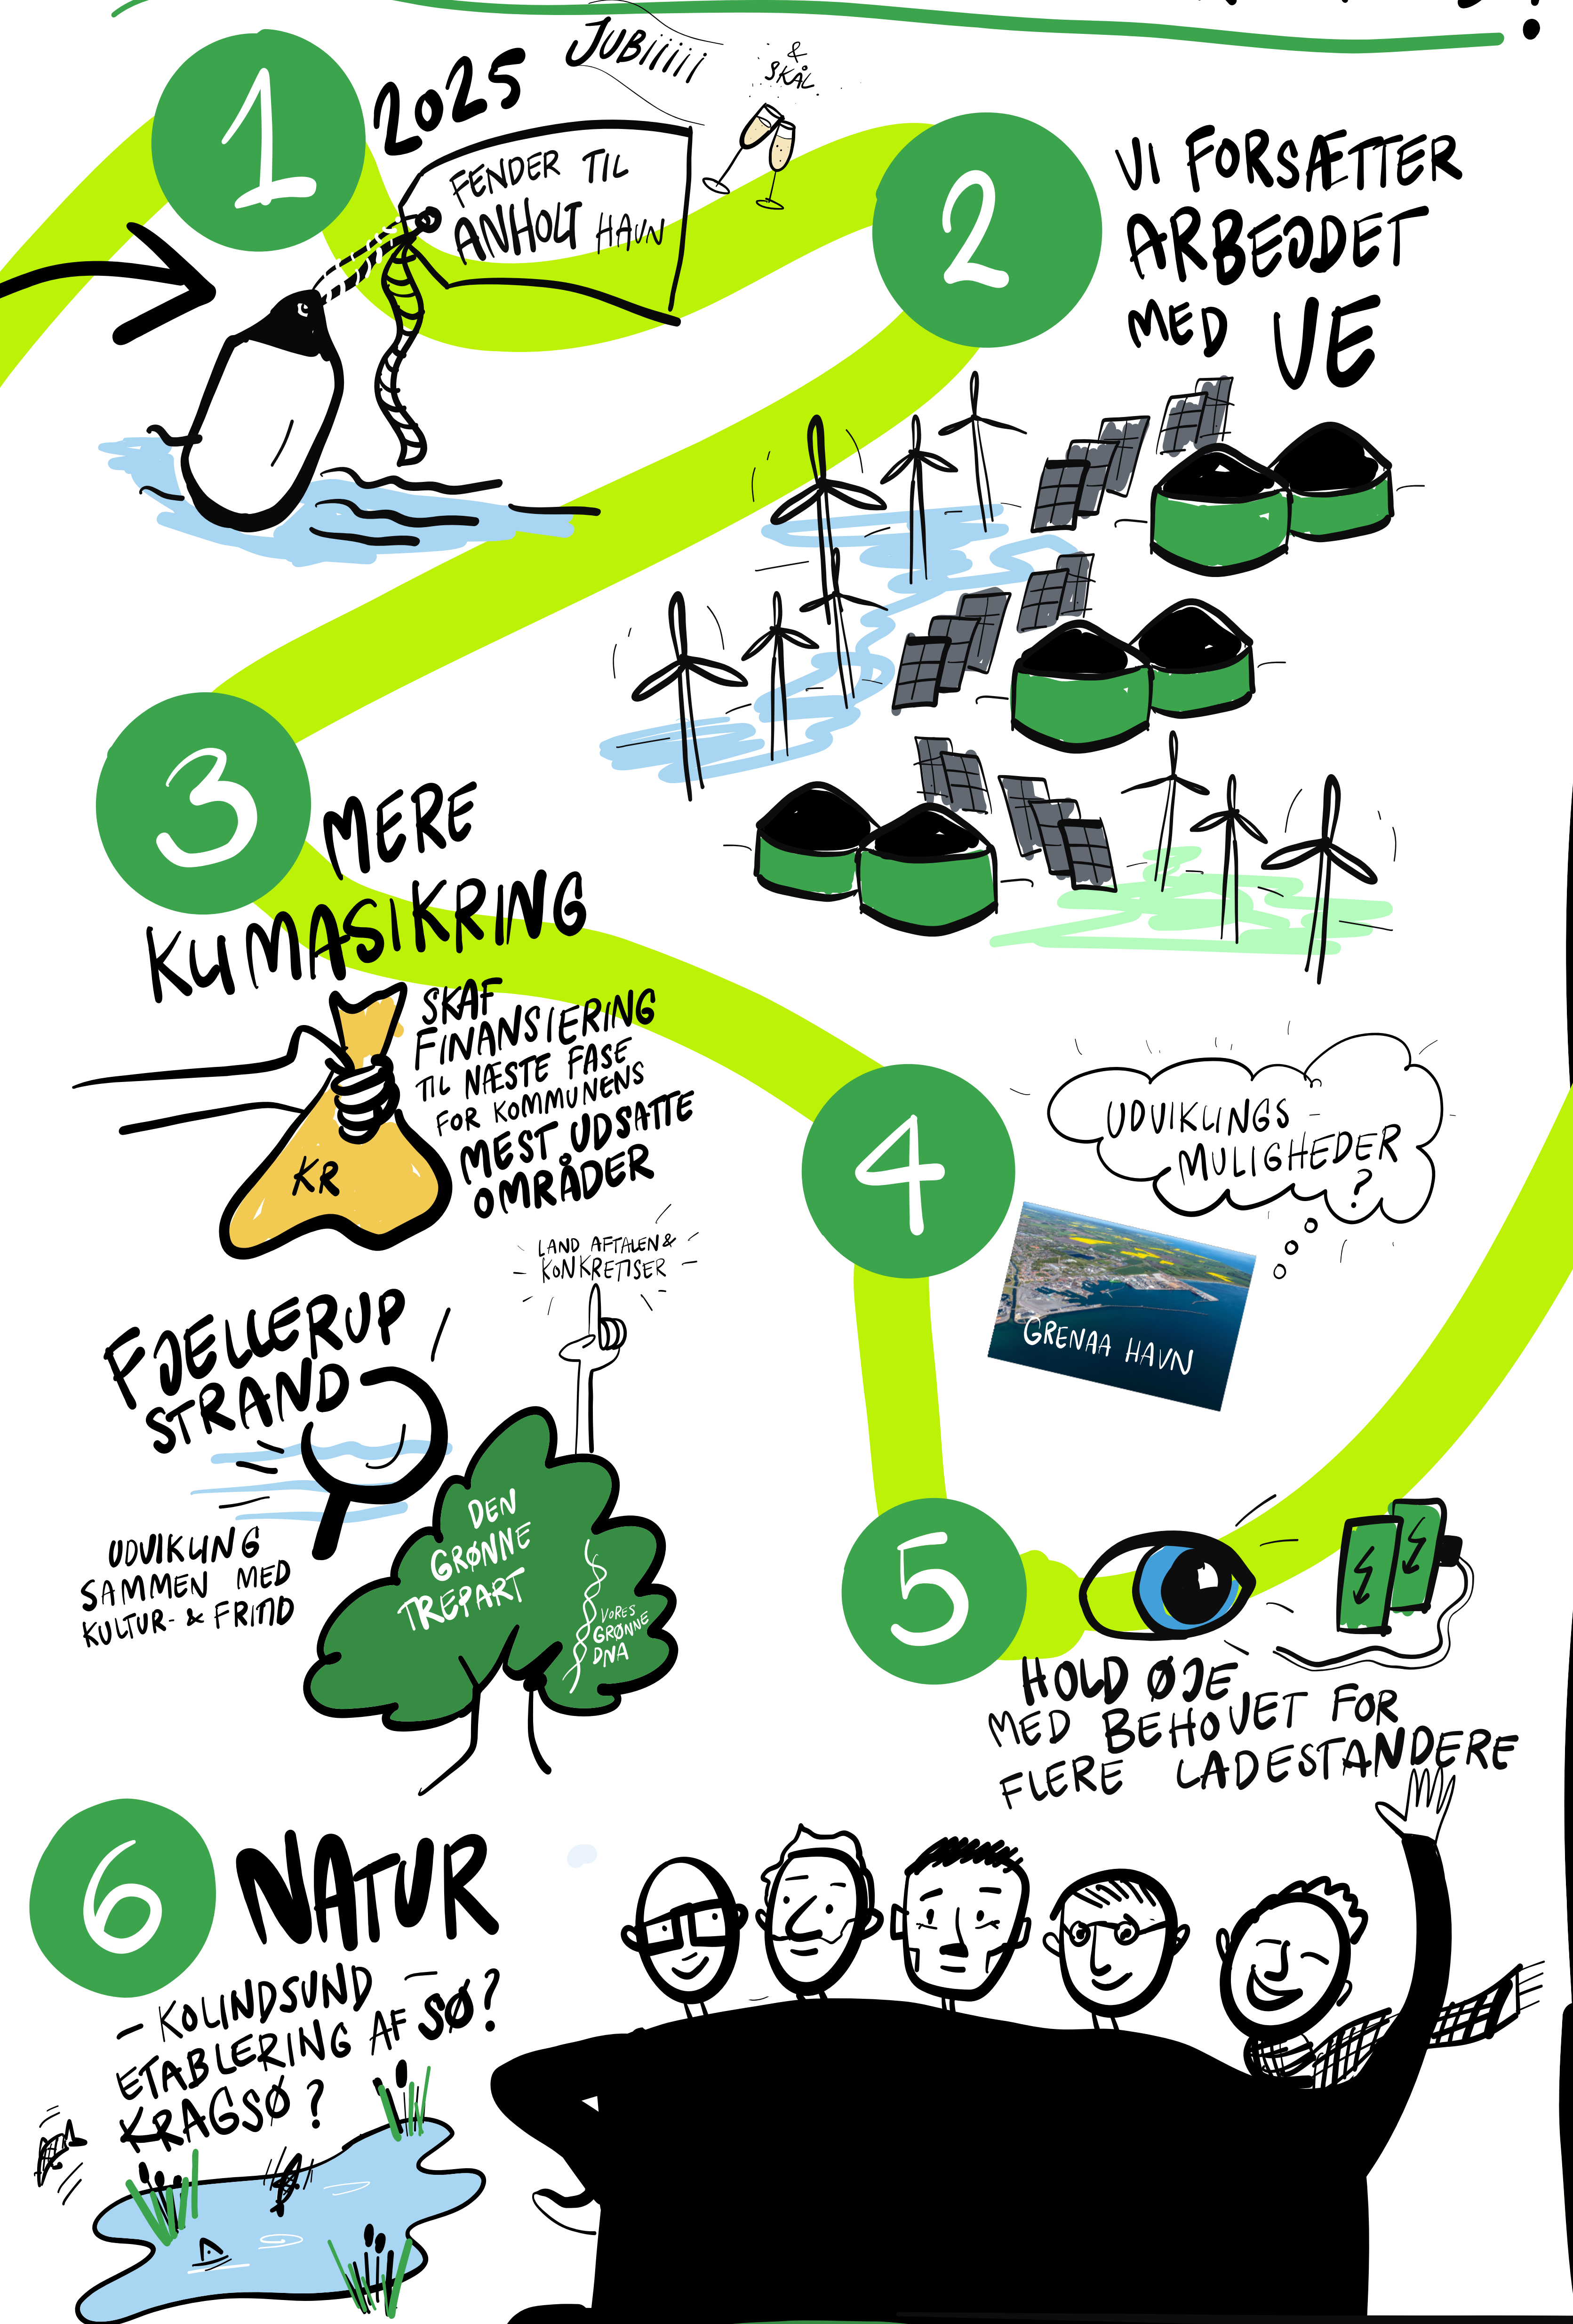 1
2025
JUBIIIII
& SKÅL
FENDER TIL
ANHOLT HAVN
2
VI FORSÆTTER
ARBEJDET
MED VE
3
MERE
KLIMASIKRING
SKAF
FINANSIERING
TIL NÆSTE FASE
FOR KOMMUNENS
MEST UDSATTE
OMRÅDER
KR
LAND AFTALEN &
KONKRETISER
FJELLERUP
STRAND
UDVIKLING
SAMMEN MED
KULTUR- & FRITID
DEN
GRØNNE
TREPART
VORES
GRØNNE
DNA
4
UDVIKLINGS-
MULIGHEDER
?
GRENAA HAVN
5
HOLD ØJE
MED BEHOVET FOR
FLERE LADESTANDERE
6
NATUR
- KOLINDSUND -
ETABLERING AF SØ?
KRAGSØ?